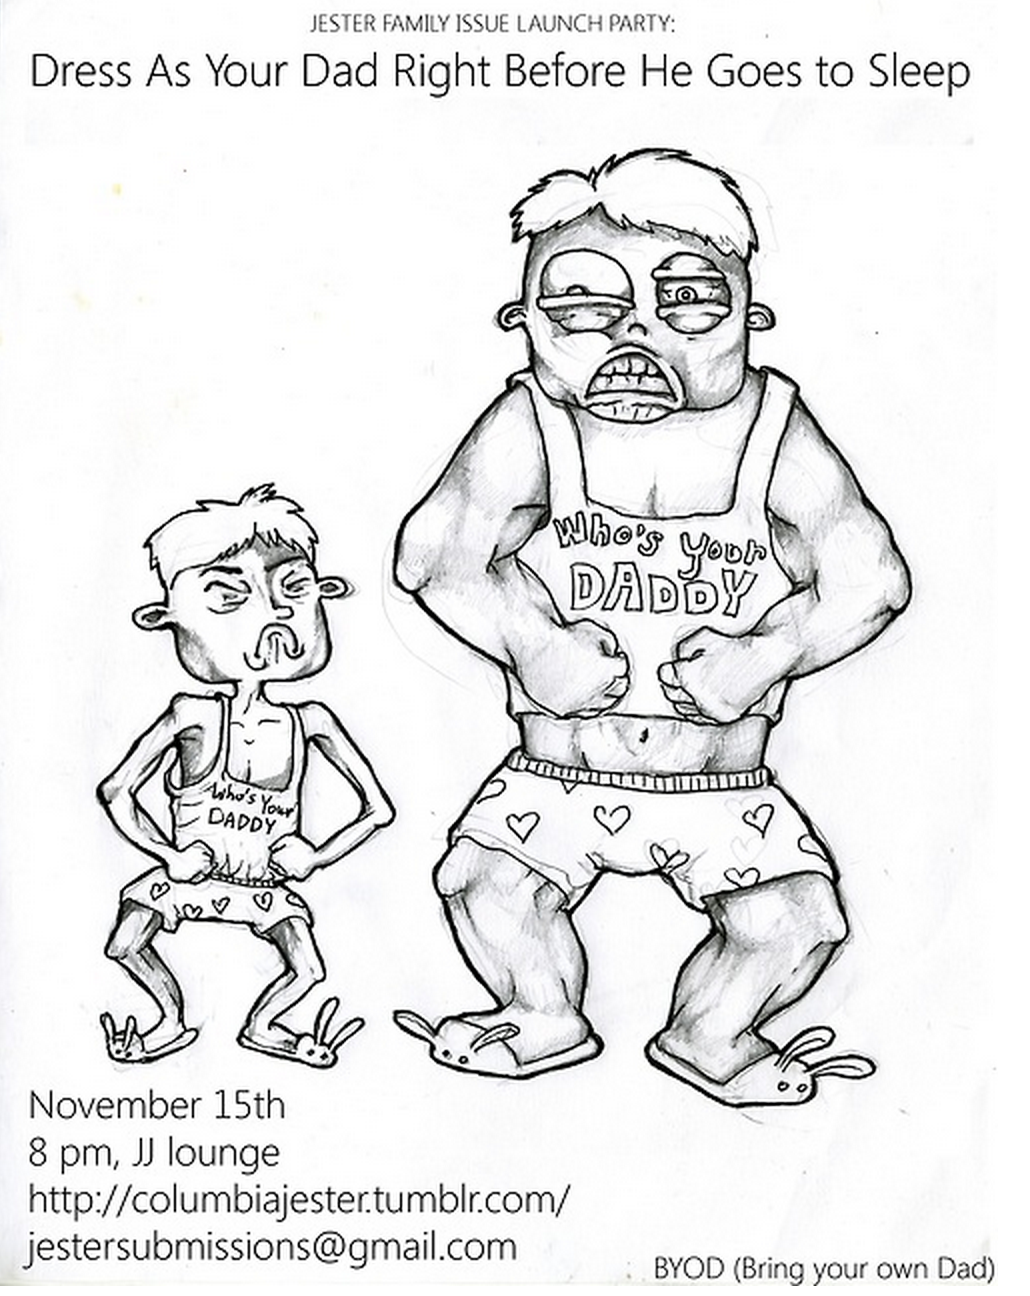 JESTER FAMILY ISSUE LAUNCH PARTY:
Dress As Your Dad Right Before He Goes to Sleep
Who's Your
DADDY
Who's Your
DADDY
November 15th
8 pm, JJ lounge
http://columbiajester.tumblr.com/
jestersubmissions@gmail.com
BYOD (Bring your own Dad)